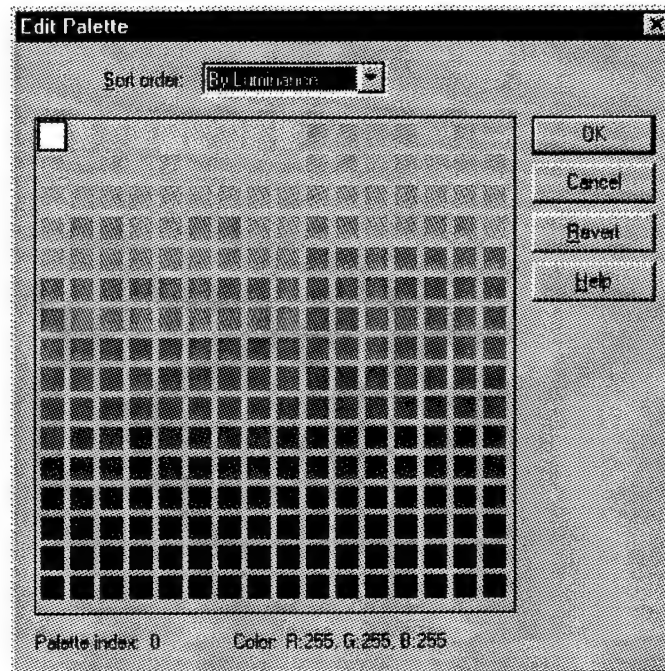 Edit Palette
Sort order: By Luminance
OK
Cancel
Revert
Help
Palette index: 0 Color: R:255, G:255, B:255